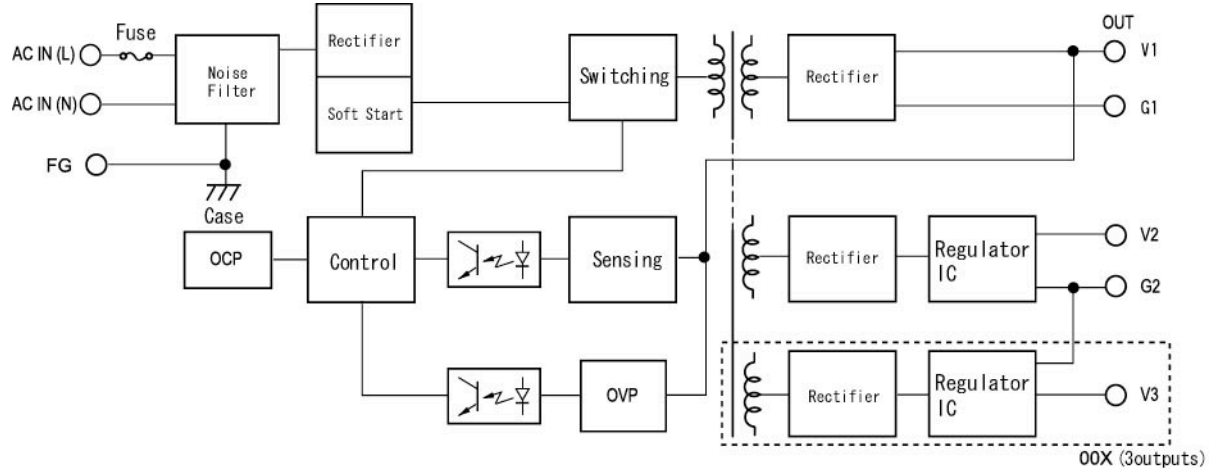 OUT
Fuse
AC IN (L)
Noise
Filter
Rectifier
Soft Start
Switching
Rectifier
V1
AC IN (N)
G1
FG
Case
OCP
Control
Sensing
Rectifier
Regulator
IC
V2
G2
OVP
Rectifier
Regulator
IC
V3
OOX (3outputs)